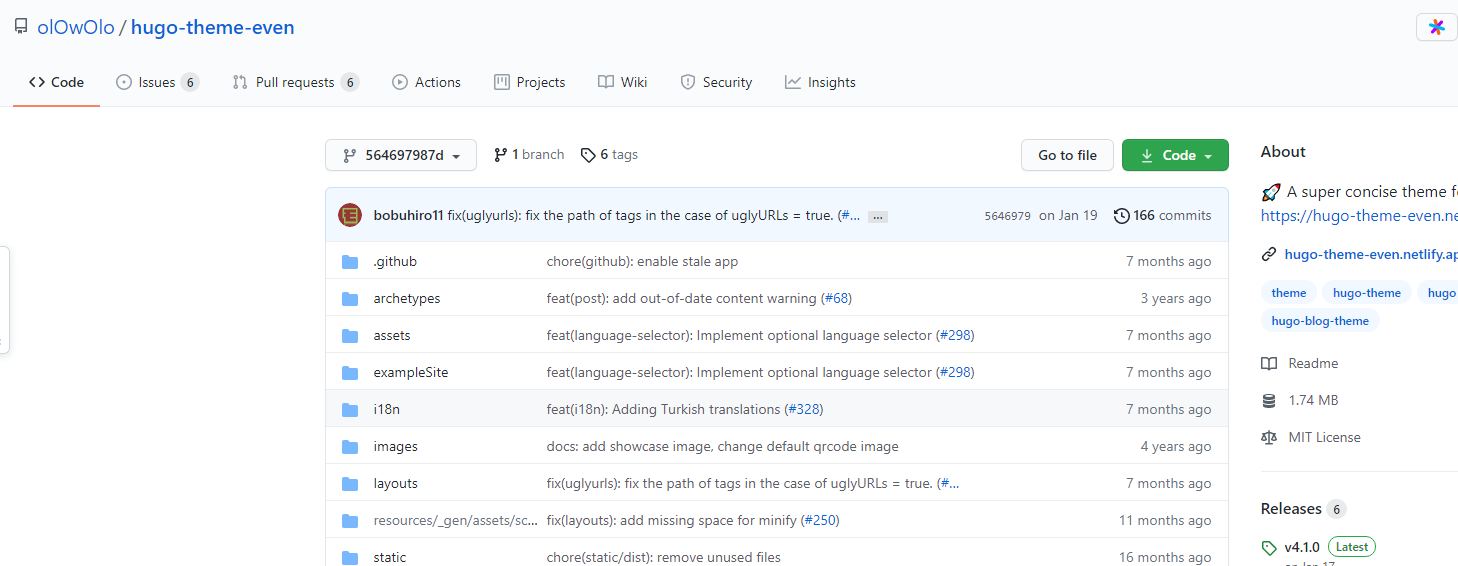 olOwOlo / hugo-theme-even
Code Issues 6 Pull requests 6 Actions Projects Wiki Security Insights
564697987d 1 branch 6 tags Go to file Code
bobuhiro11 fix(uglyurls): fix the path of tags in the case of uglyURLs = true. (#... ... 5646979 on Jan 19 166 commits
.github chore(github): enable stale app 7 months ago
archetypes feat(post): add out-of-date content warning (#68) 3 years ago
assets feat(language-selector): Implement optional language selector (#298) 7 months ago
exampleSite feat(language-selector): Implement optional language selector (#298) 7 months ago
i18n feat(i18n): Adding Turkish translations (#328) 7 months ago
images docs: add showcase image, change default qrcode image 4 years ago
layouts fix(uglyurls): fix the path of tags in the case of uglyURLs = true. (#... 7 months ago
resources/_gen/assets/sc... fix(layouts): add missing space for minify (#250) 11 months ago
static chore(static/dist): remove unused files 16 months ago
About
A super concise theme f
https://hugo-theme-even.ne
hugo-theme-even.netlify.ap
theme hugo-theme hugo
hugo-blog-theme
Readme
1.74 MB
MIT License
Releases 6
v4.1.0 Latest
on Jan 17